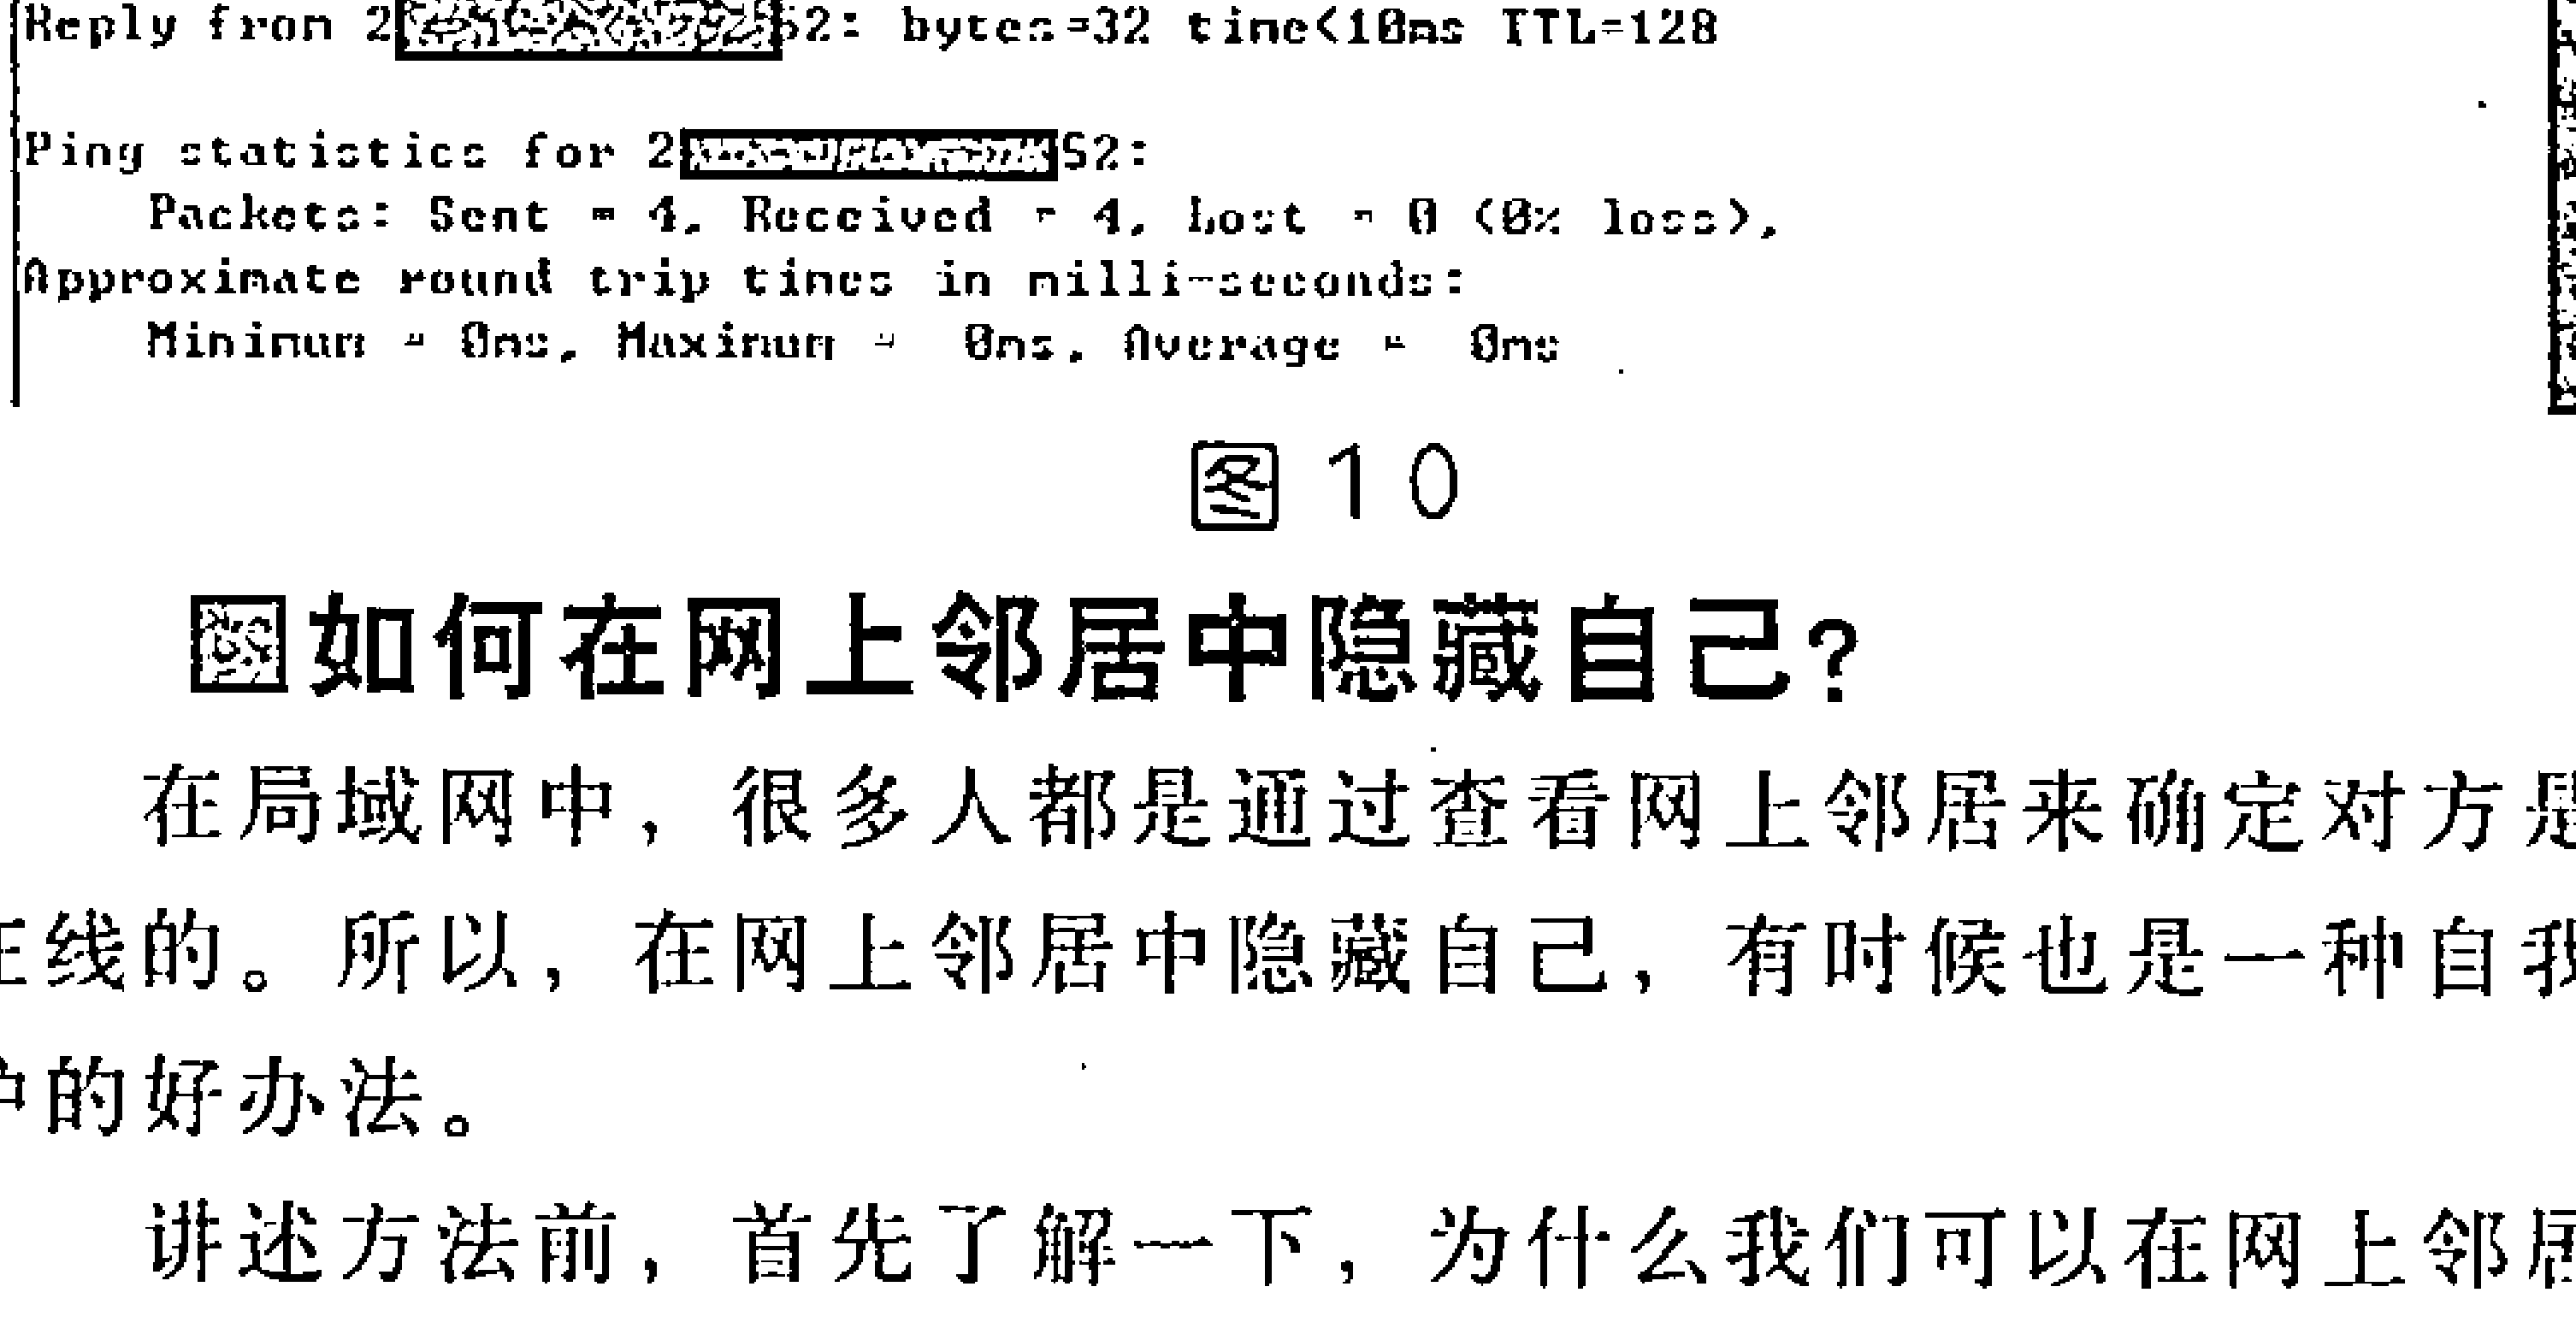 Reply from 2 52: bytes=32 time<10ms TTL=128
Ping statistics for 2 52:
Packets: Sent = 4, Received = 4, Lost = 0 (0% loss),
Approximate round trip times in milli-seconds:
Minimum = 0ms, Maximum = 0ms, Average = 0ms
图 10
如何在网上邻居中隐藏自己?
在局域网中，很多人都是通过查看网上邻居来确定对方是
在线的。所以，在网上邻居中隐藏自己，有时候也是一种自我
护的好办法。
讲述方法前，首先了解一下，为什么我们可以在网上邻居